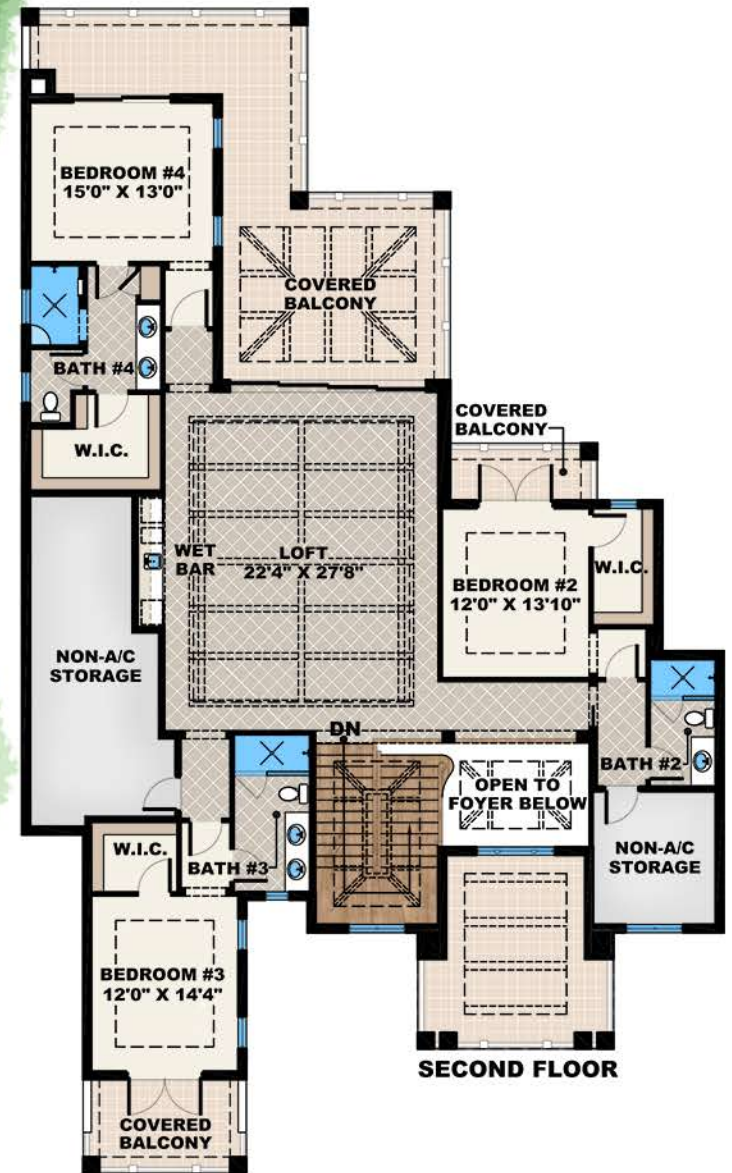 BEDROOM #4
15'0" X 13'0"
COVERED
BALCONY
BATH #4
W.I.C.
COVERED
BALCONY
WET
BAR
LOFT
22'4" X 27'8"
BEDROOM #2
12'0" X 13'10"
W.I.C.
NON-A/C
STORAGE
DN
OPEN TO
FOYER BELOW
BATH #2
W.I.C.
BATH #3
NON-A/C
STORAGE
BEDROOM #3
12'0" X 14'4"
SECOND FLOOR
COVERED
BALCONY